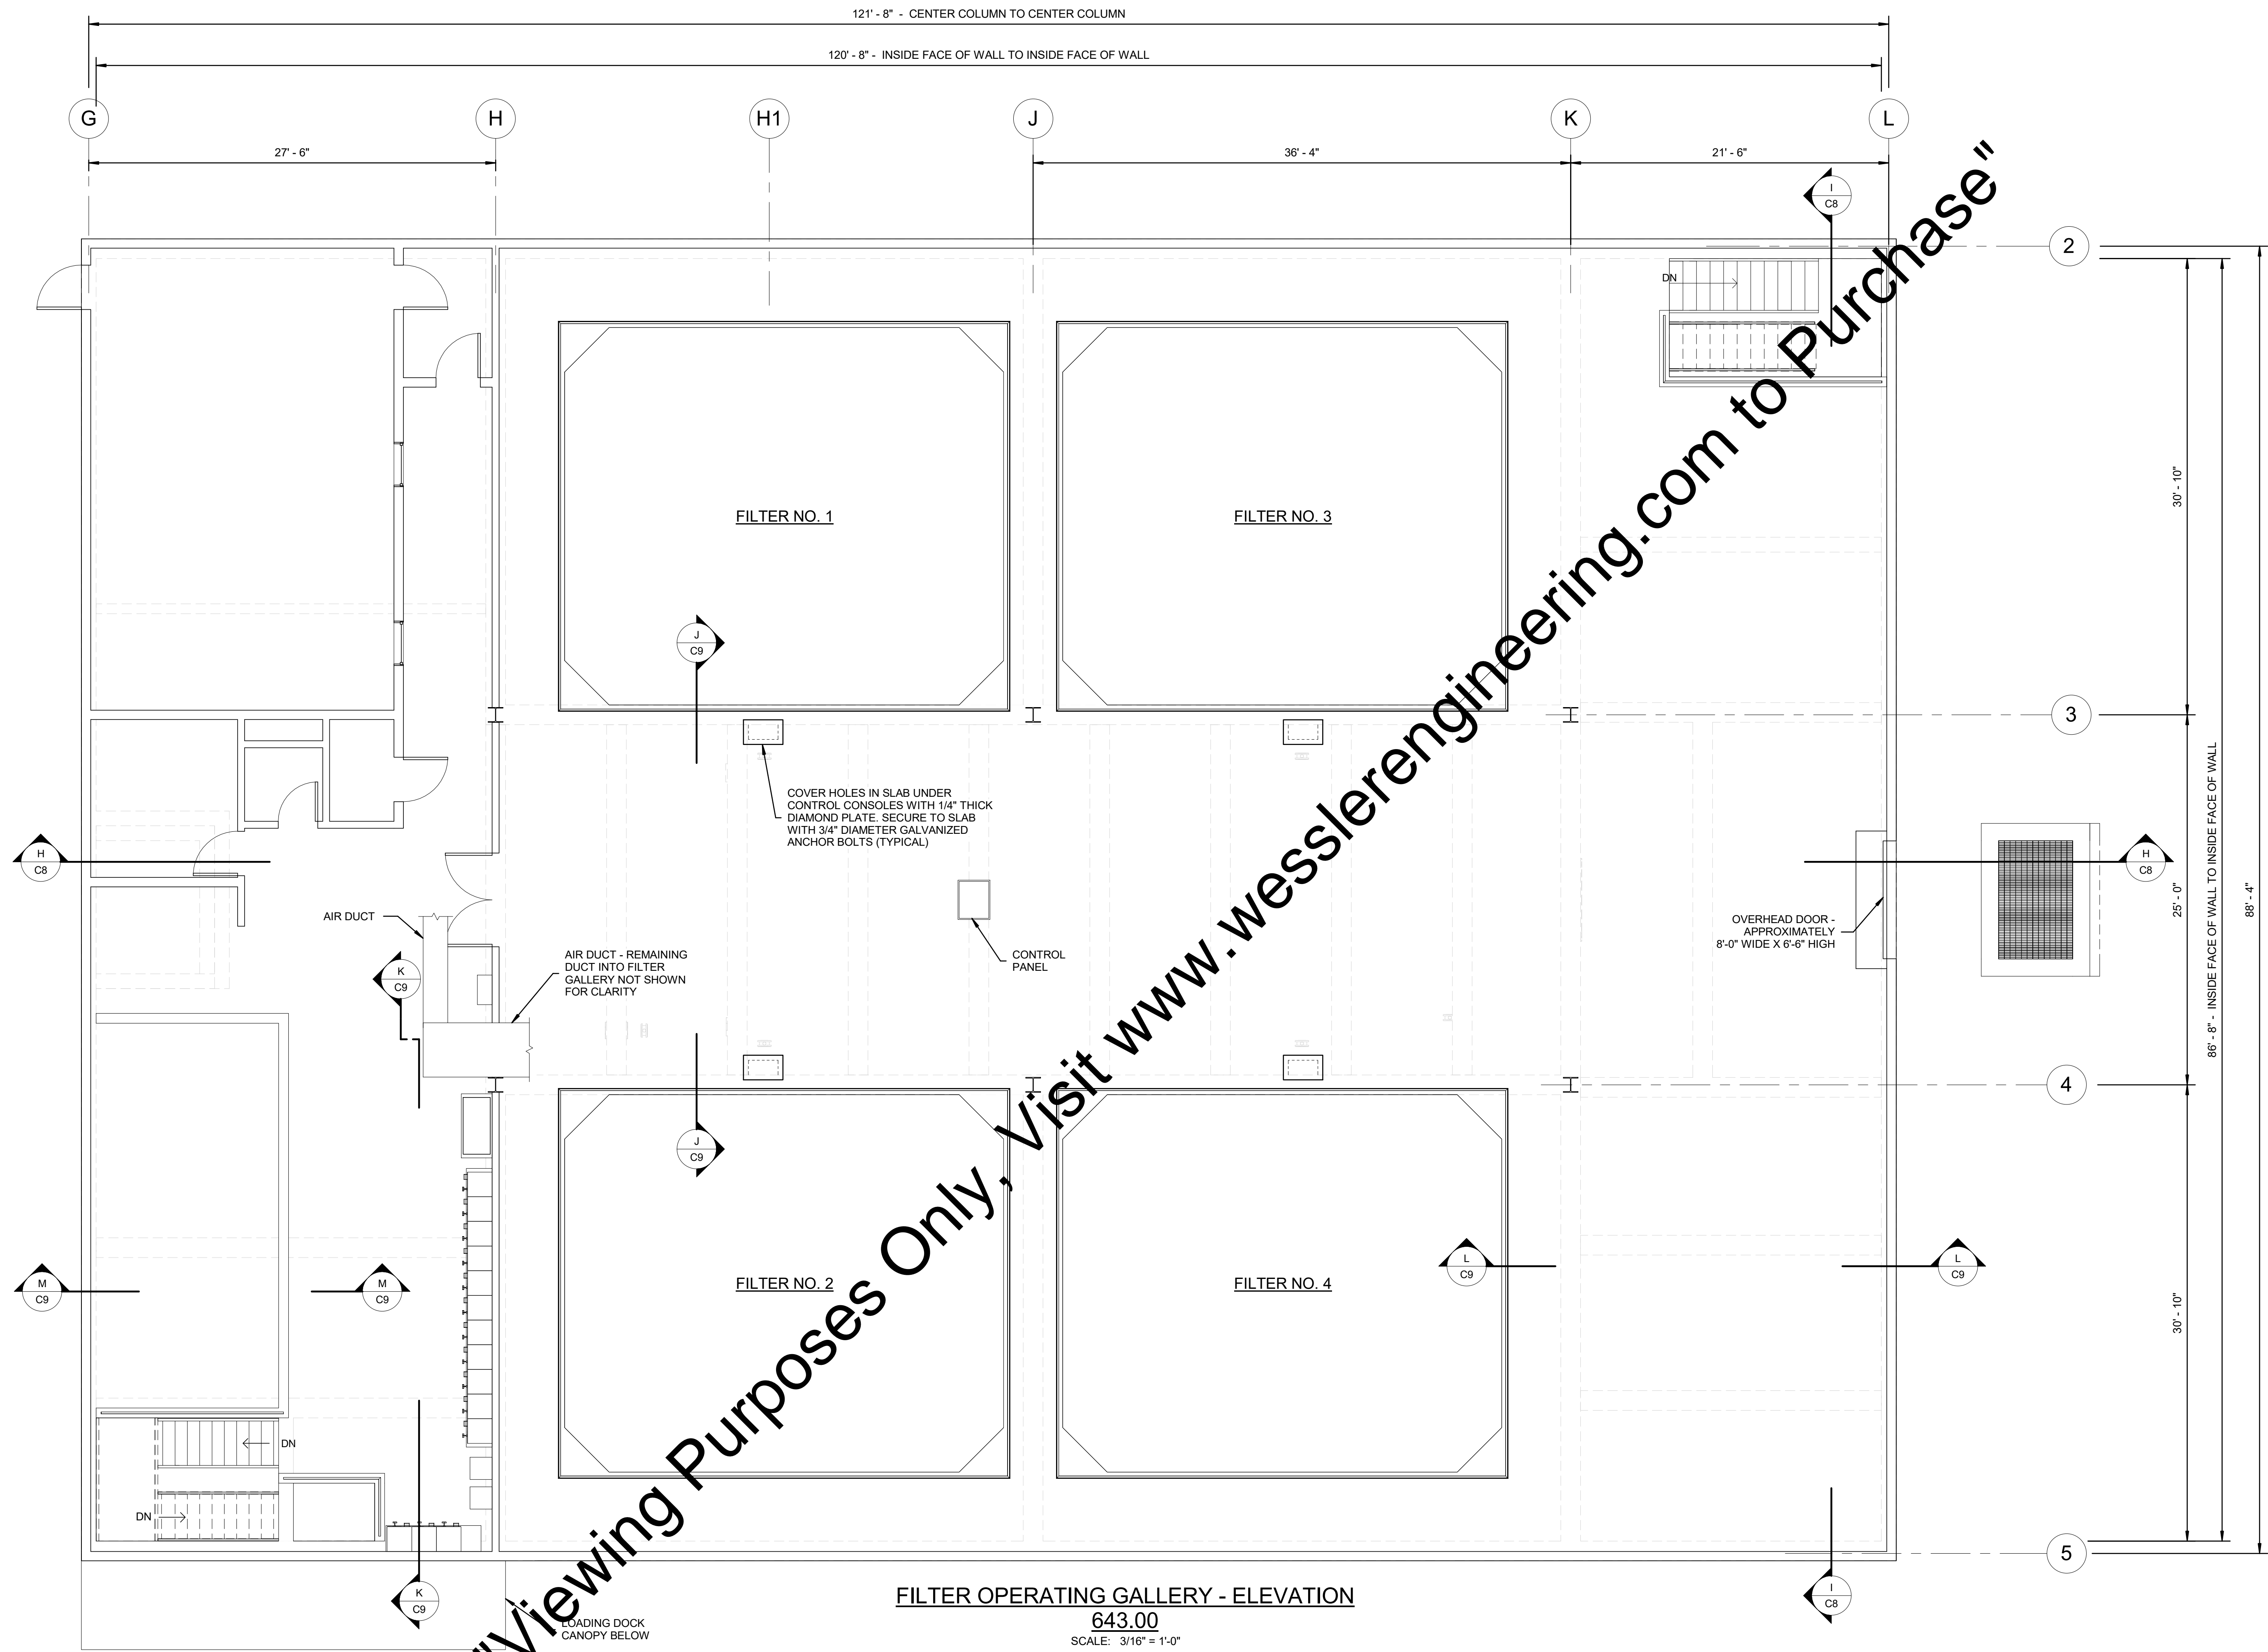 121' - 8" - CENTER COLUMN TO CENTER COLUMN
120' - 8" - INSIDE FACE OF WALL TO INSIDE FACE OF WALL
G
H
H1
J
K
L
27' - 6"
36' - 4"
21' - 6"
I
C8
2
DN
30' - 10"
FILTER NO. 1
FILTER NO. 3
J
C9
3
COVER HOLES IN SLAB UNDER
CONTROL CONSOLES WITH 1/4" THICK
DIAMOND PLATE. SECURE TO SLAB
WITH 3/4" DIAMETER GALVANIZED
ANCHOR BOLTS (TYPICAL)
H
C8
H
C8
AIR DUCT
AIR DUCT - REMAINING
DUCT INTO FILTER
GALLERY NOT SHOWN
FOR CLARITY
CONTROL
PANEL
OVERHEAD DOOR -
APPROXIMATELY
8'-0" WIDE X 6'-6" HIGH
25' - 0"
86' - 8" - INSIDE FACE OF WALL TO INSIDE FACE OF WALL
88' - 4"
K
C9
4
J
C9
FILTER NO. 2
FILTER NO. 4
L
C9
L
C9
M
C9
M
C9
30' - 10"
DN
DN
5
K
C9
I
C8
LOADING DOCK
CANOPY BELOW
FILTER OPERATING GALLERY - ELEVATION
643.00
SCALE: 3/16" = 1'-0"
"Viewing Purposes Only, Visit www.wesslerengineering.com to Purchase"